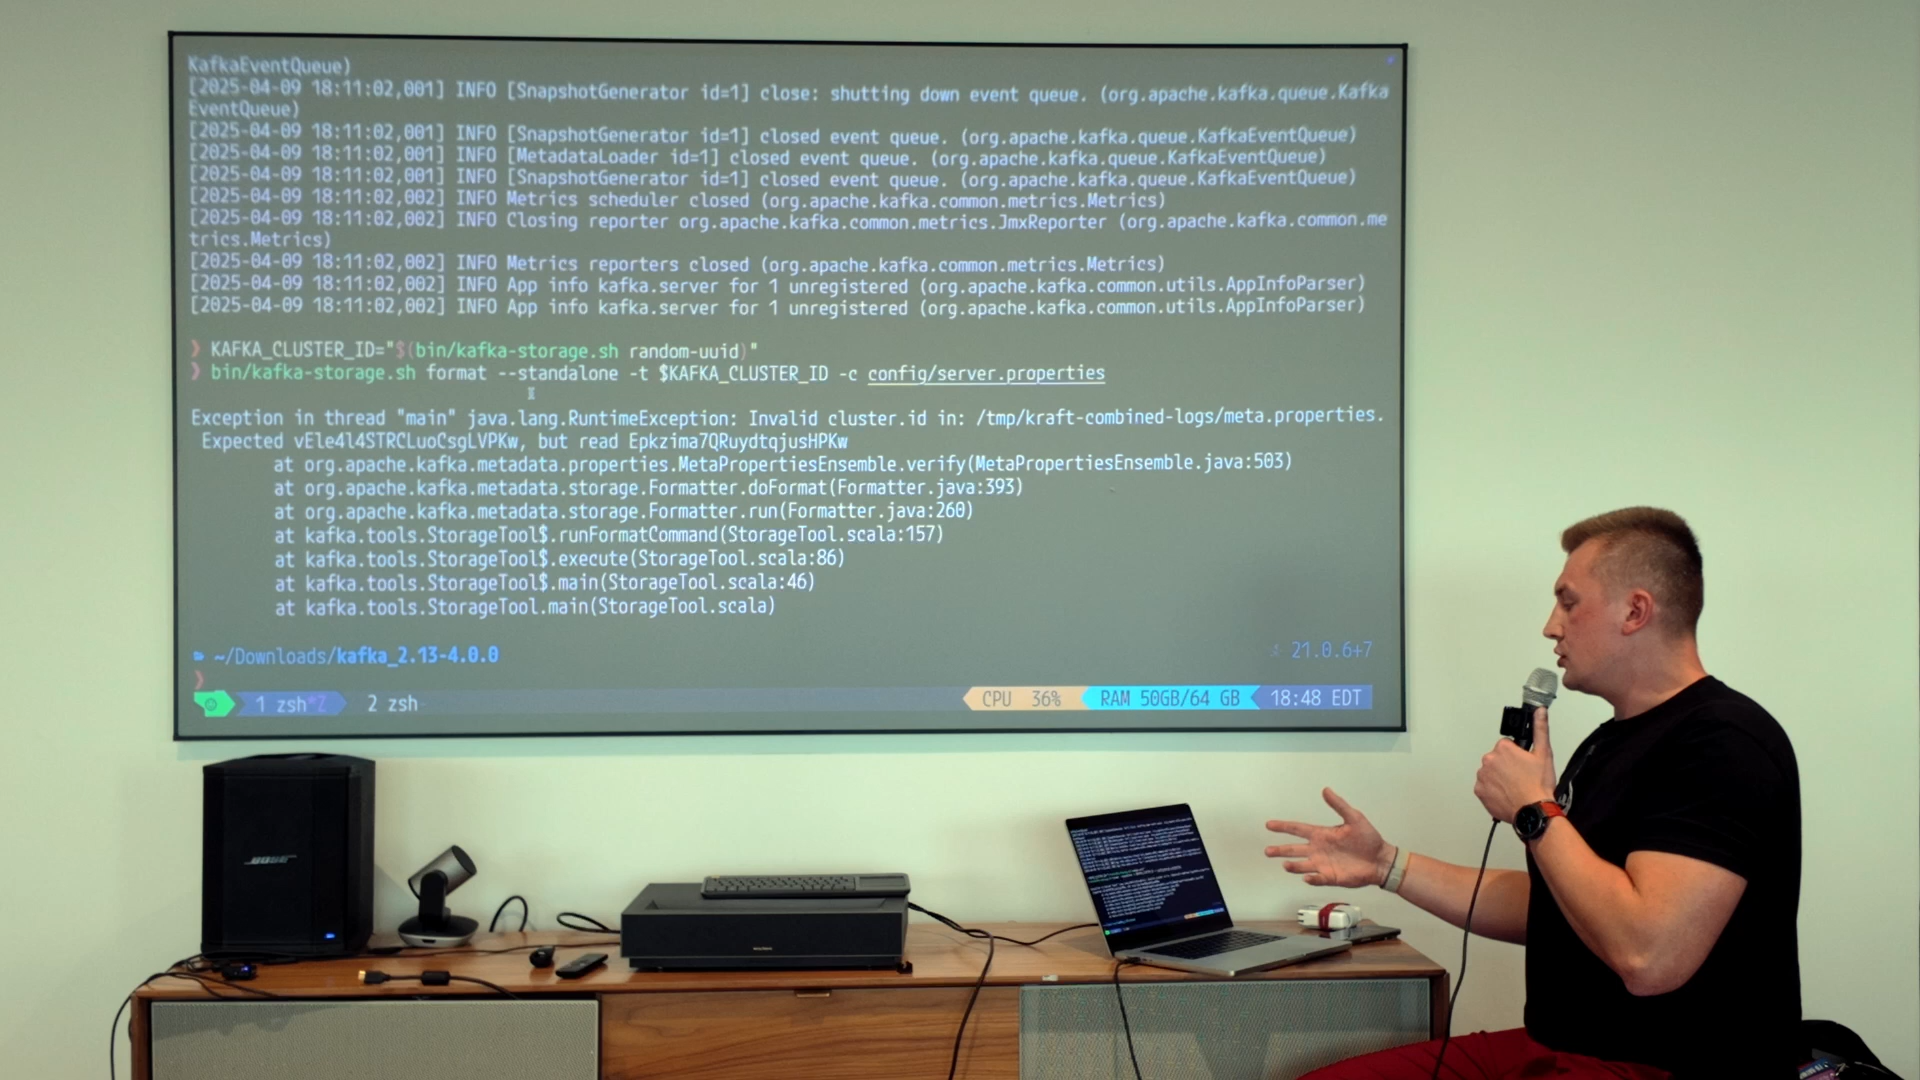 KafkaEventQueue)
[2025-04-09 18:11:02,001] INFO [SnapshotGenerator id=1] close: shutting down event queue. (org.apache.kafka.queue.Kafka
EventQueue)
[2025-04-09 18:11:02,001] INFO [SnapshotGenerator id=1] closed event queue. (org.apache.kafka.queue.KafkaEventQueue)
[2025-04-09 18:11:02,001] INFO [MetadataLoader id=1] closed event queue. (org.apache.kafka.queue.KafkaEventQueue)
[2025-04-09 18:11:02,001] INFO [SnapshotGenerator id=1] closed event queue. (org.apache.kafka.queue.KafkaEventQueue)
[2025-04-09 18:11:02,002] INFO Metrics scheduler closed (org.apache.kafka.common.metrics.Metrics)
[2025-04-09 18:11:02,002] INFO Closing reporter org.apache.kafka.common.metrics.JmxReporter (org.apache.kafka.common.me
trics.Metrics)
[2025-04-09 18:11:02,002] INFO Metrics reporters closed (org.apache.kafka.common.metrics.Metrics)
[2025-04-09 18:11:02,002] INFO App info kafka.server for 1 unregistered (org.apache.kafka.common.utils.AppInfoParser)
[2025-04-09 18:11:02,002] INFO App info kafka.server for 1 unregistered (org.apache.kafka.common.utils.AppInfoParser)
❯ KAFKA_CLUSTER_ID="$(bin/kafka-storage.sh random-uuid)"
❯ bin/kafka-storage.sh format --standalone -t $KAFKA_CLUSTER_ID -c config/server.properties
Exception in thread "main" java.lang.RuntimeException: Invalid cluster.id in: /tmp/kraft-combined-logs/meta.properties.
Expected vEle4l4STRCLuoCsgLVPKw, but read Epkzima7QRuydtqjusHPKw
at org.apache.kafka.metadata.properties.MetaPropertiesEnsemble.verify(MetaPropertiesEnsemble.java:503)
at org.apache.kafka.metadata.storage.Formatter.doFormat(Formatter.java:393)
at org.apache.kafka.metadata.storage.Formatter.run(Formatter.java:260)
at kafka.tools.StorageTool$.runFormatCommand(StorageTool.scala:157)
at kafka.tools.StorageTool$.execute(StorageTool.scala:86)
at kafka.tools.StorageTool$.main(StorageTool.scala:46)
at kafka.tools.StorageTool.main(StorageTool.scala)
~/Downloads/kafka_2.13-4.0.0 21.0.6+7
❯
1 zsh*Z 2 zsh- CPU 36% RAM 50GB/64 GB 18:48 EDT
BOSE